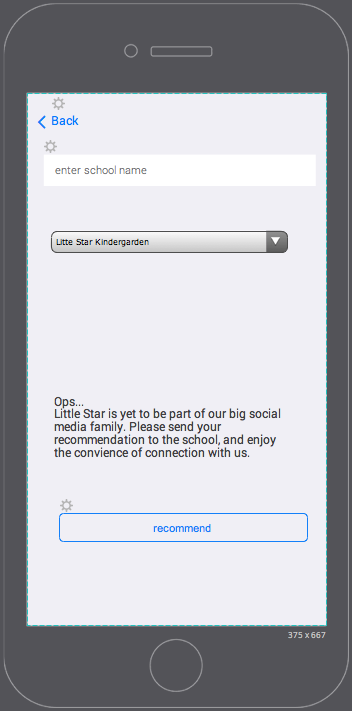 Back
enter school name
Litte Star Kindergarden
Ops...
Little Star is yet to be part of our big social
media family. Please send your
recommendation to the school, and enjoy
the convience of connection with us.
recommend
375 x 667